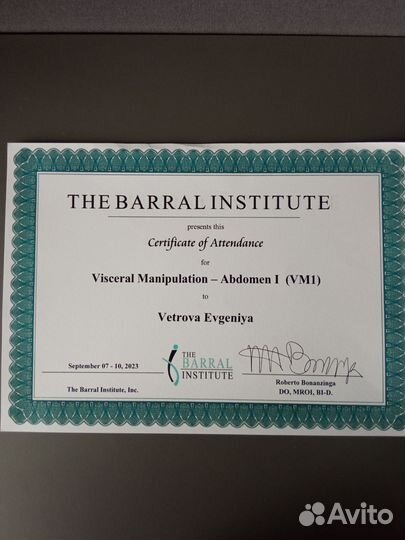 THE BARRAL INSTITUTE
presents this
Certificate of Attendance
for
Visceral Manipulation – Abdomen I (VM1)
to
Vetrova Evgeniya
September 07 - 10, 2023
The Barral Institute, Inc.
THE
BARRAL
INSTITUTE
Roberto Bonanzinga
DO, MROI, BI-D.
Avito